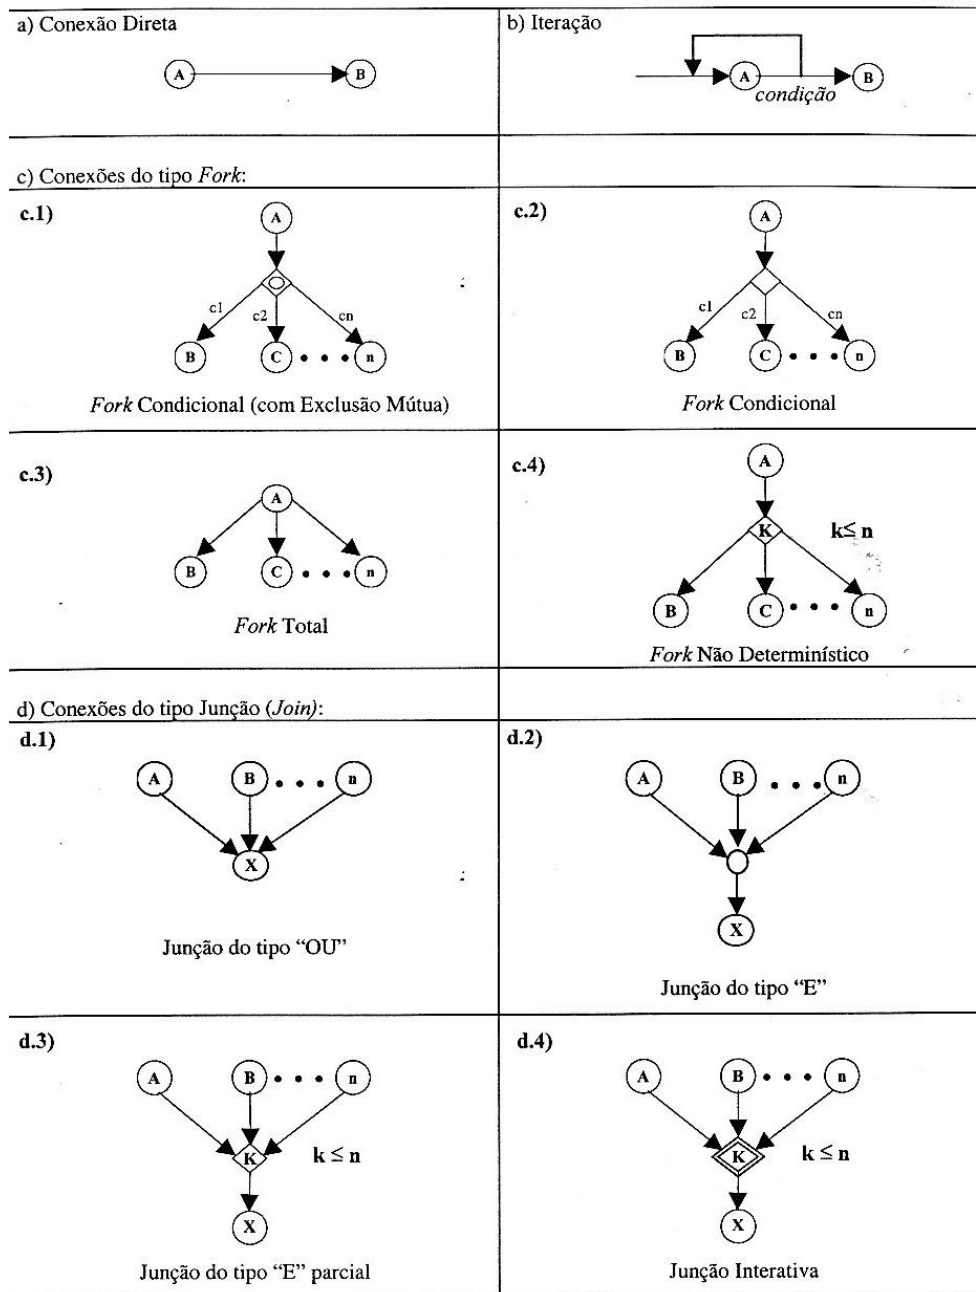 a) Conexão Direta
A
B
b) Iteração
A
B
condição
c) Conexões do tipo Fork:
c.1)
A
c1
c2
cn
B
C
n
Fork Condicional (com Exclusão Mútua)
c.2)
A
c1
c2
cn
B
C
n
Fork Condicional
c.3)
A
B
C
n
Fork Total
c.4)
A
K
k≤ n
B
C
n
Fork Não Determinístico
d) Conexões do tipo Junção (Join):
d.1)
A
B
n
X
Junção do tipo “OU”
d.2)
A
B
n
X
Junção do tipo “E”
d.3)
A
B
n
K
k ≤ n
X
Junção do tipo “E” parcial
d.4)
A
B
n
K
k ≤ n
X
Junção Interativa